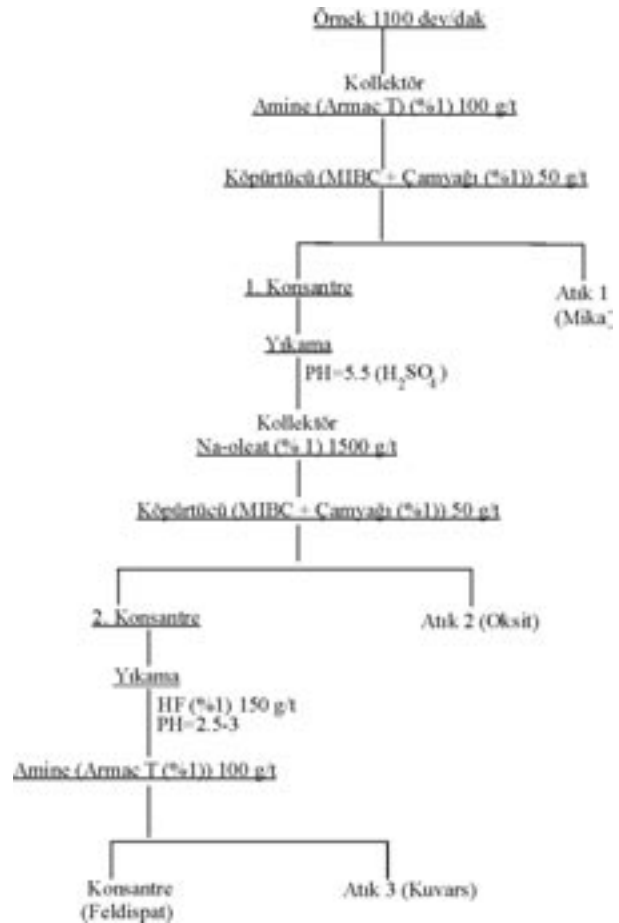 Örnek 1100 dev/dak
Kollektör
Amine (Armac T) (%1) 100 g/t
Köpürtücü (MIBC + Çamyağı (%1)) 50 g/t
1. Konsantre
Atık 1
(Mika)
Yıkama
PH=5.5 (H2SO4)
Kollektör
Na-oleat (% 1) 1500 g/t
Köpürtücü (MIBC + Çamyağı (%1)) 50 g/t
2. Konsantre
Atık 2 (Oksit)
Yıkama
HF (%1) 150 g/t
PH=2.5-3
Amine (Armac T (%1)) 100 g/t
Konsantre
(Feldispat)
Atık 3 (Kuvars)